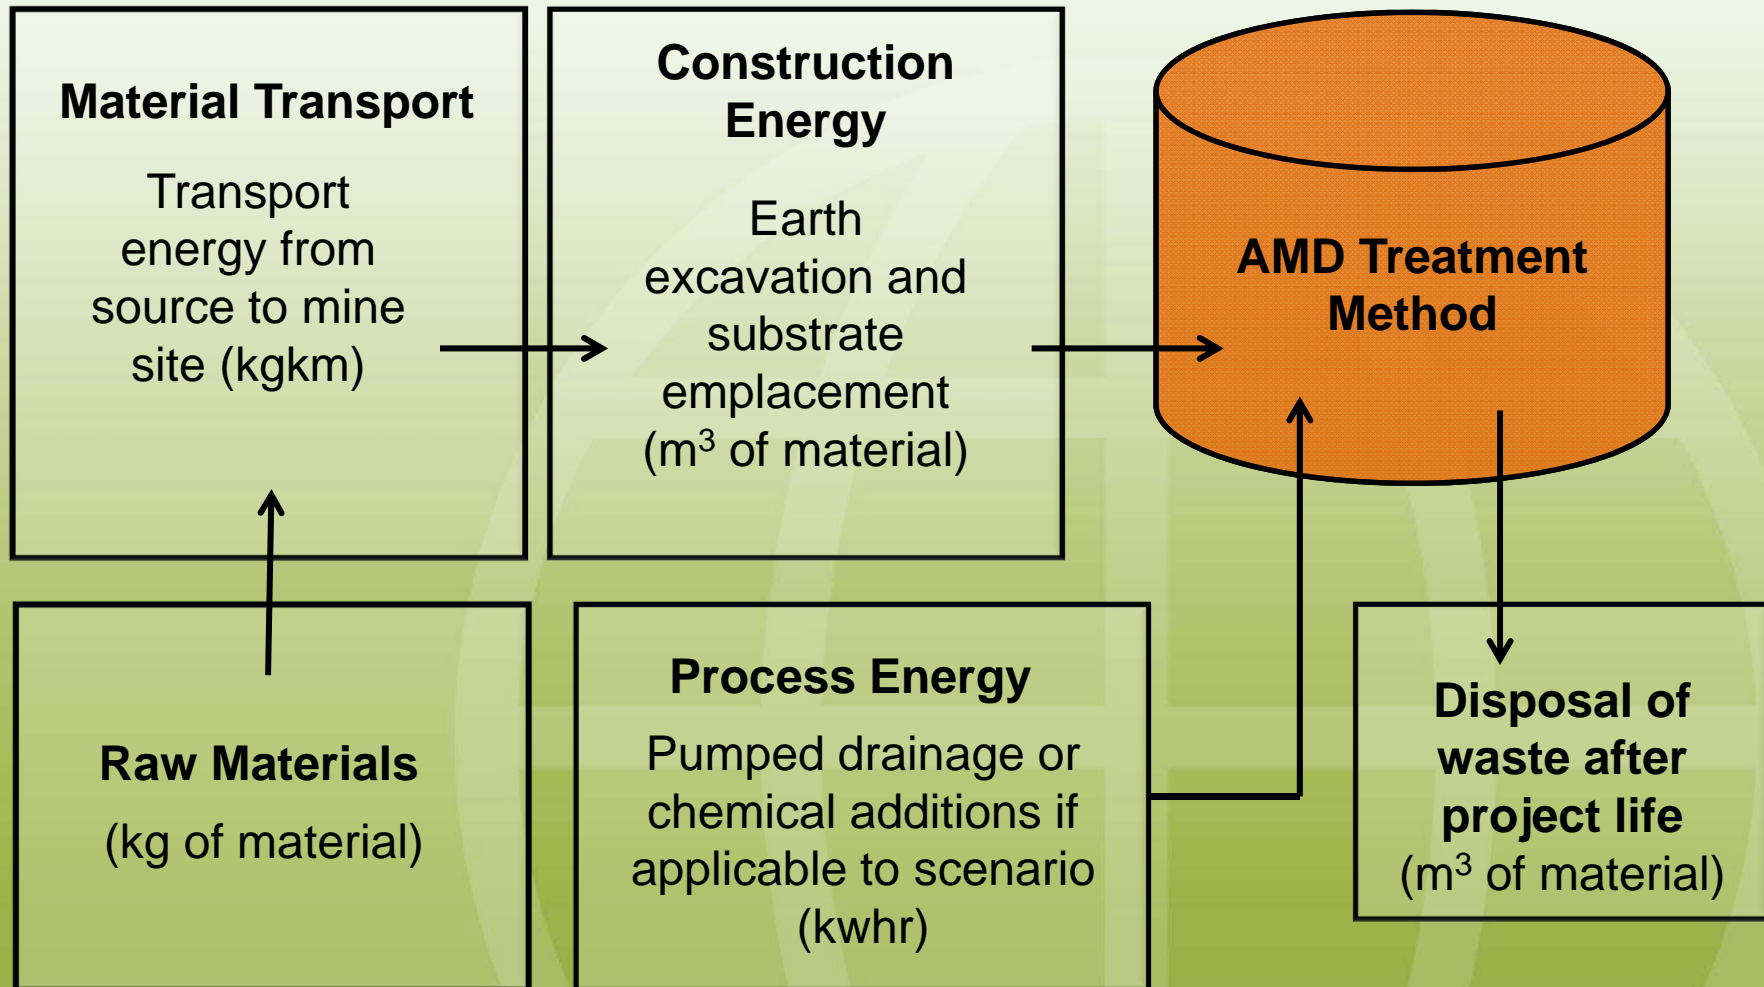 Material Transport
Transport
energy from
source to mine
site (kgkm)
Construction
Energy
Earth
excavation and
substrate
emplacement
(m³ of material)
AMD Treatment
Method
Raw Materials
(kg of material)
Process Energy
Pumped drainage or
chemical additions if
applicable to scenario
(kwhr)
Disposal of
waste after
project life
(m³ of material)